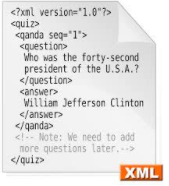 <?xml version="1.0"?>
<quiz>
<qanda seq="1">
<question>
Who was the forty-second
president of the U.S.A.?
</question>
<answer>
William Jefferson Clinton
</answer>
</qanda>
<!-- Note: We need to add
more questions later.-->
</quiz>
XML